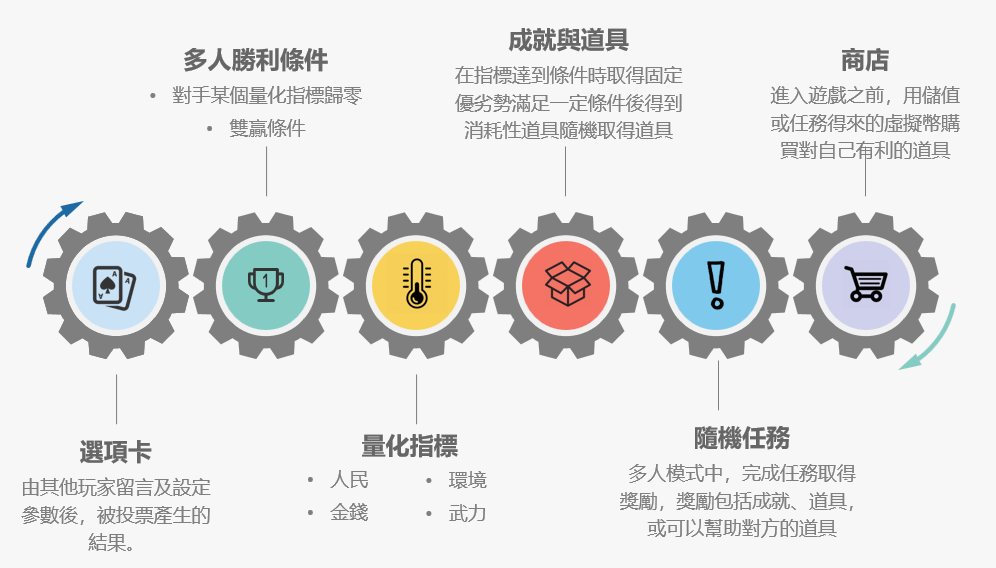 多人勝利條件
• 對手某個量化指標歸零
• 雙贏條件
成就與道具
在指標達到條件時取得固定
優劣勢滿足一定條件後得到
消耗性道具隨機取得道具
商店
進入遊戲之前，用儲值
或任務得來的虛擬幣購
買對自己有利的道具
A
A
A
1
選項卡
由其他玩家留言及設定
參數後，被投票產生的
結果。
量化指標
• 人民
• 金錢
• 環境
• 武力
隨機任務
多人模式中，完成任務取得
獎勵，獎勵包括成就、道具，
或可以幫助對方的道具